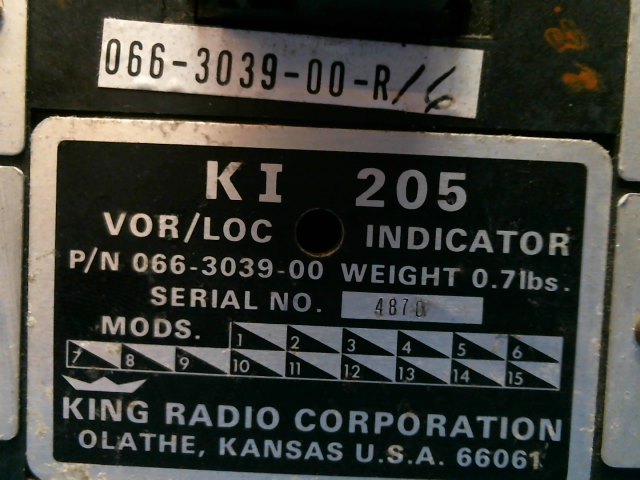 066-3039-00-R/6
KI 205
VOR/LOC INDICATOR
P/N 066-3039-00 WEIGHT 0.7lbs.
SERIAL NO. 4870
MODS. 1 2 3 4 5 6
7 8 9 10 11 12 13 14 15
KING RADIO CORPORATION
OLATHE, KANSAS U.S.A. 66061